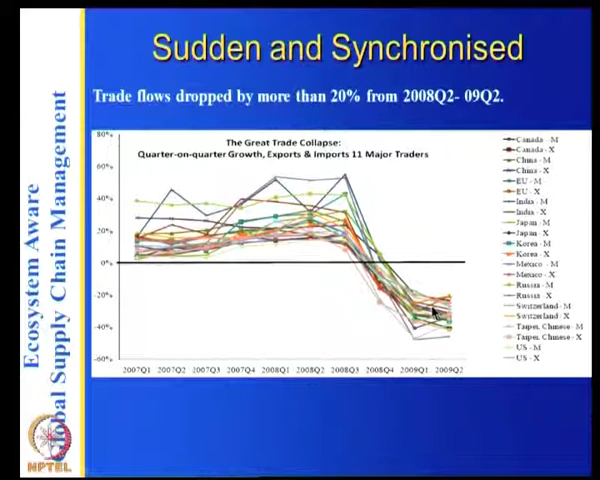 Sudden and Synchronised
Trade flows dropped by more than 20% from 2008Q2- 09Q2.
Ecosystem Aware
Global Supply Chain Management
The Great Trade Collapse:
Quarter-on-quarter Growth, Exports & Imports 11 Major Traders
80%
60%
40%
20%
0%
-20%
-40%
-60%
2007Q1 2007Q2 2007Q3 2007Q4 2008Q1 2008Q2 2008Q3 2008Q4 2009Q1 2009Q2
Canada - M
Canada - X
China - M
China - X
EU - M
EU - X
India - M
India - X
Japan - M
Japan - X
Korea - M
Korea - X
Mexico - M
Mexico - X
Russia - M
Russia - X
Switzerland - M
Switzerland - X
Taipei, Chinese - M
Taipei, Chinese - X
US - M
US - X
NPTEL